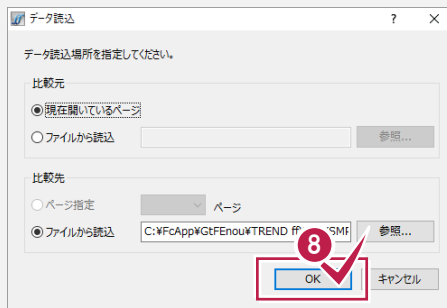 データ読込
データ読込場所を指定してください。
比較元
現在開いているページ
ファイルから読込 参照...
比較先
ページ指定 ページ
ファイルから読込 C:¥FcApp¥GtFEnou¥TREND 参照...
8
OK キャンセル